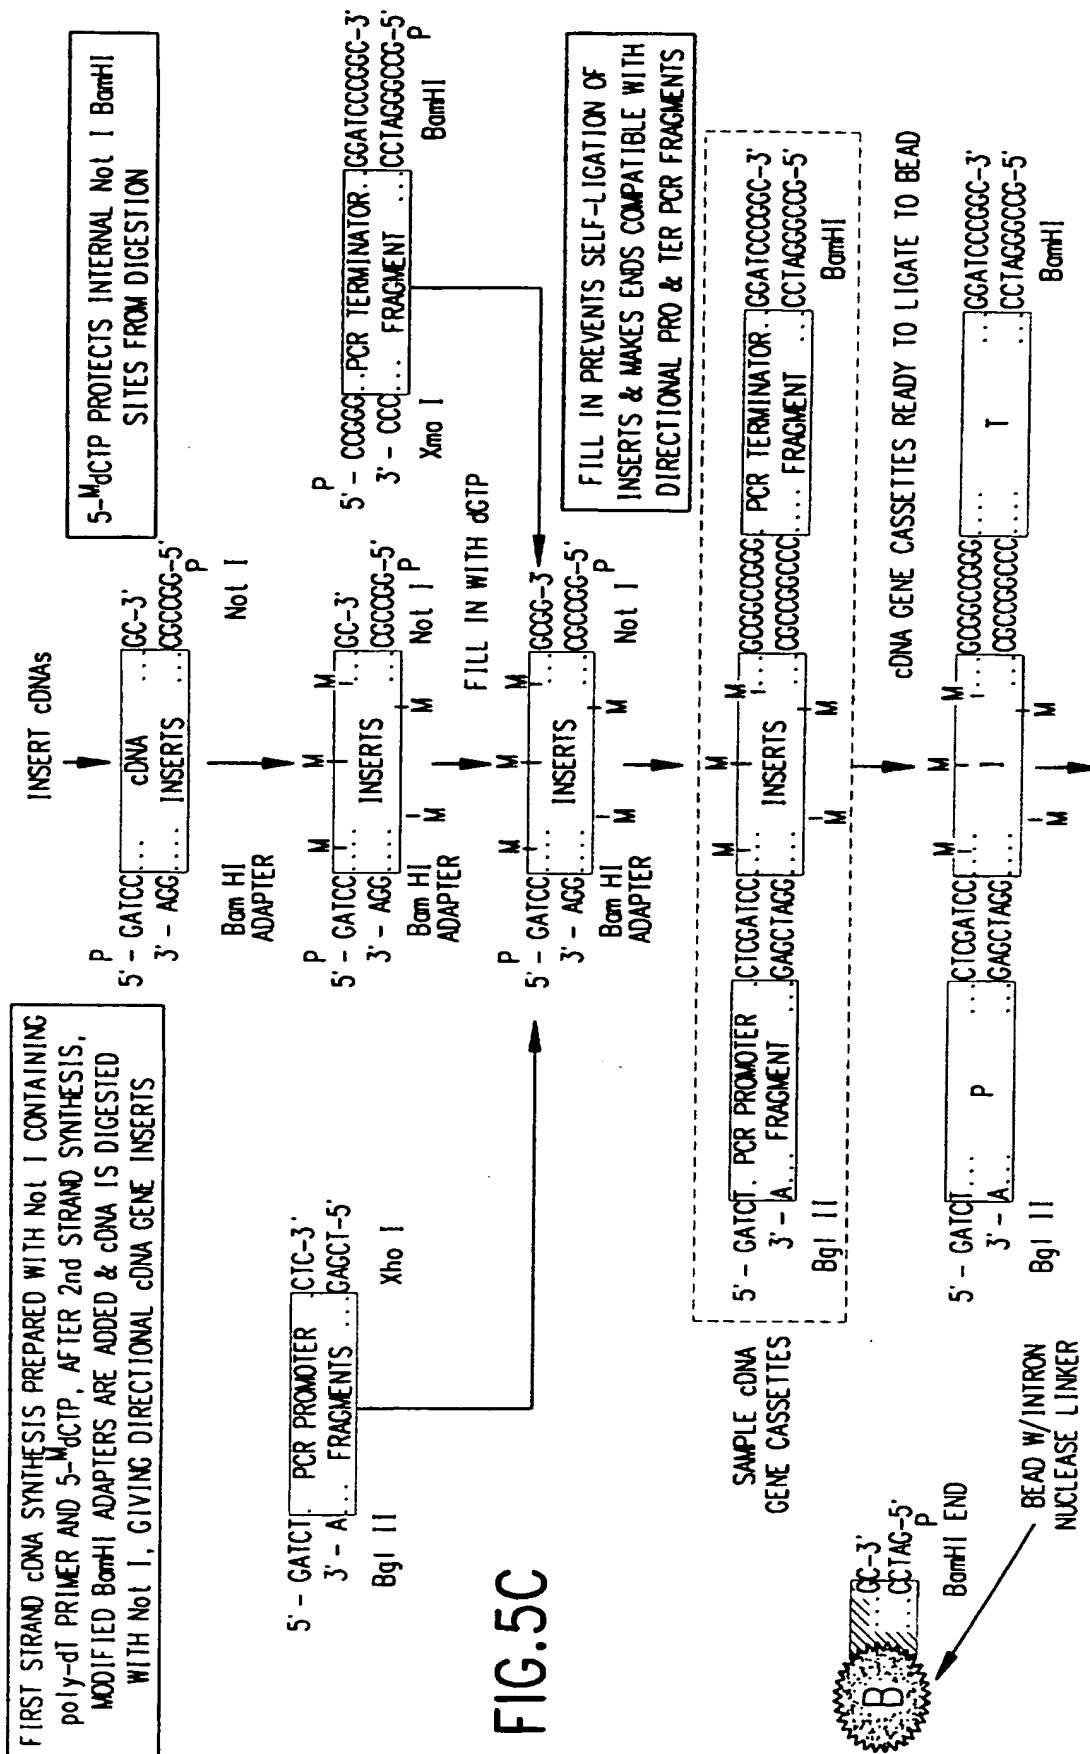 FIRST STRAND cDNA SYNTHESIS PREPARED WITH Not I CONTAINING
poly-dT PRIMER AND 5-MdCTP, AFTER 2nd STRAND SYNTHESIS,
MODIFIED BamHI ADAPTERS ARE ADDED & cDNA IS DIGESTED
WITH Not I, GIVING DIRECTIONAL cDNA GENE INSERTS
INSERT cDNAs
5-MdCTP PROTECTS INTERNAL Not I BamHI
SITES FROM DIGESTION
P
5'- GATCC... cDNA ...GC-3'
3'- AGG.... INSERTS ..CGCCGG-5'
P
Bam HI
ADAPTER
Not I
M M M
P
5'- GATCC... ...GC-3'
INSERTS
3'- AGG.... ..CGCCGG-5'
P
M M
Bam HI
ADAPTER
Not I
5'- GATCT. PCR PROMOTER .CTC-3'
3'- A... FRAGMENTS ...GAGCT-5'
Bgl II
Xho I
P
5'- CCGGG..PCR TERMINATOR..GGATCCCGGC-3'
3'- CCC... FRAGMENT ...CCTAGGGCCG-5'
P
Xma I
BamHI
FILL IN WITH dGTP
M M M
P
5'- GATCC... ...GCGG-3'
INSERTS
3'- AGG.... ..CGCCGG-5'
P
M M
Bam HI
ADAPTER
Not I
FILL IN PREVENTS SELF-LIGATION OF
INSERTS & MAKES ENDS COMPATIBLE WITH
DIRECTIONAL PRO & TER PCR FRAGMENTS
FIG.5C
SAMPLE cDNA
GENE CASSETTES
M M M
5'- GATCT. PCR PROMOTER .CTCGATCC... ...GCGGCCGGG. PCR TERMINATOR..GGATCCCGGC-3'
INSERTS
3'- A... FRAGMENT ...GAGCTAGG.... ..CGCCGGCCC.... FRAGMENT ...CCTAGGGCCG-5'
M M
Bgl II
BamHI
cDNA GENE CASSETTES READY TO LIGATE TO BEAD
M M M
5'- GATCT... ...CTCGATCC... ...GCGGCCGGG... ..GGATCCCGGC-3'
P I T
3'- A... ...GAGCTAGG.... ..CGCCGGCCC.... ...CCTAGGGCCG-5'
M M
Bgl II
BamHI
B
GC-3'
CCTAG-5'
P
BamHI END
BEAD W/INTRON
NUCLEASE LINKER